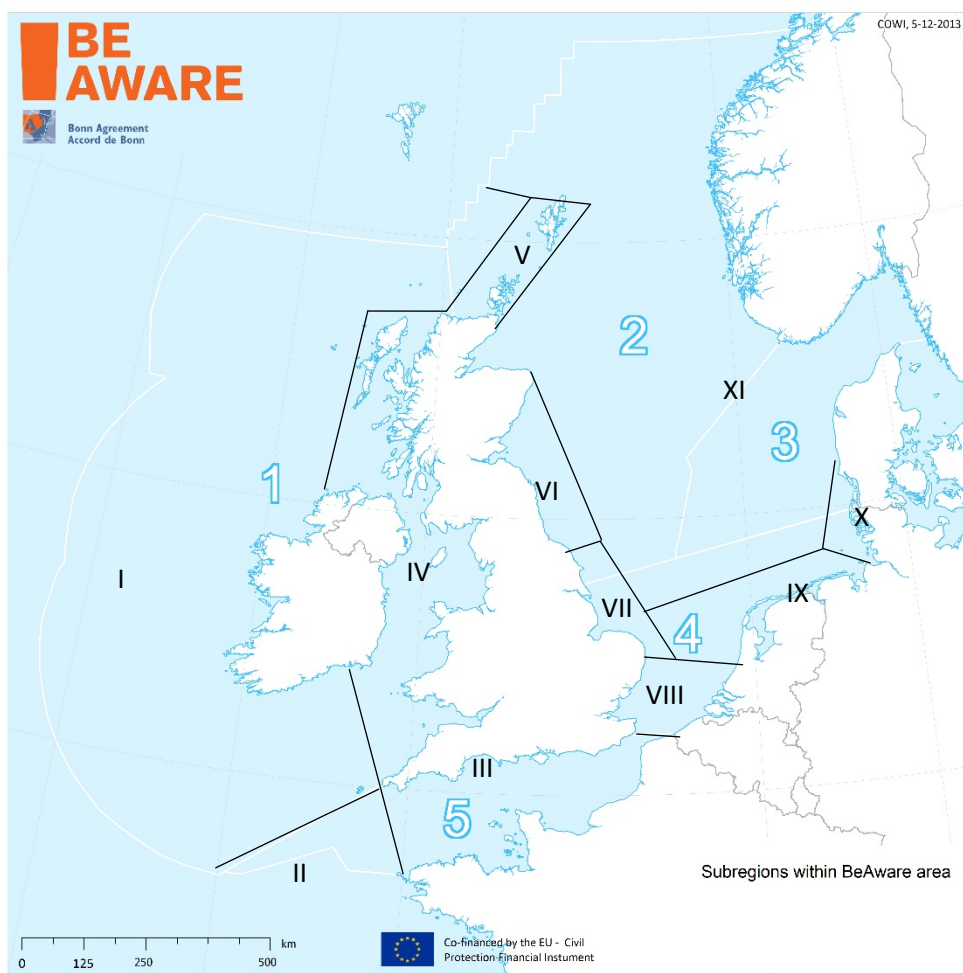 COWI, 5-12-2013
BE
AWARE
Bonn Agreement
Accord de Bonn
V
2
XI
3
1
VI
X
IV
I
IX
VII
4
VIII
III
5
II
Subregions within BeAware area
km
0 125 250 500
Co-financed by the EU - Civil
Protection Financial Instument